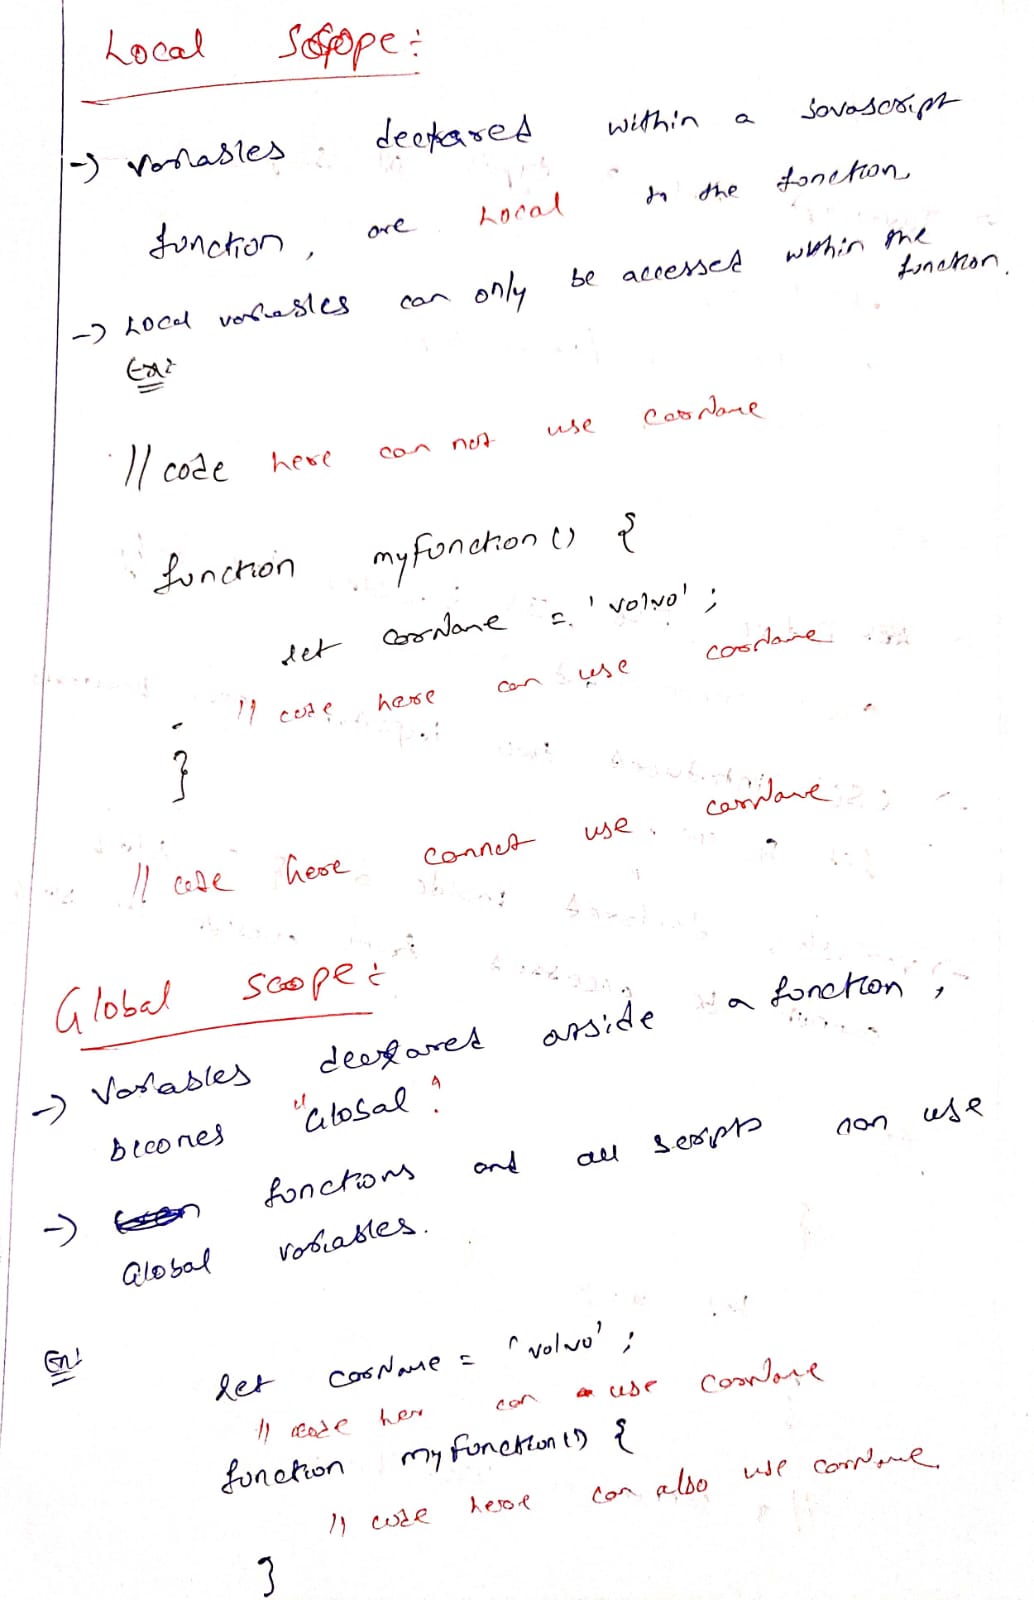 Local Scope:-
-> Variables declared within a Javascript
function, are Local to the function.
-> Local variables can only be accessed within the
function.
Ex:
// code here can not use carName
function myFunction() {
let carName = 'Volvo';
// code here can use carName
}
// code here cannot use carName
Global Scope:-
-> Variables declared outside a function,
becomes "Global"
-> functions and all scripts can use
Global variables.
Ex:
let carName = 'Volvo';
// code here can use carName
function myFunction() {
// code here can also use carName
}